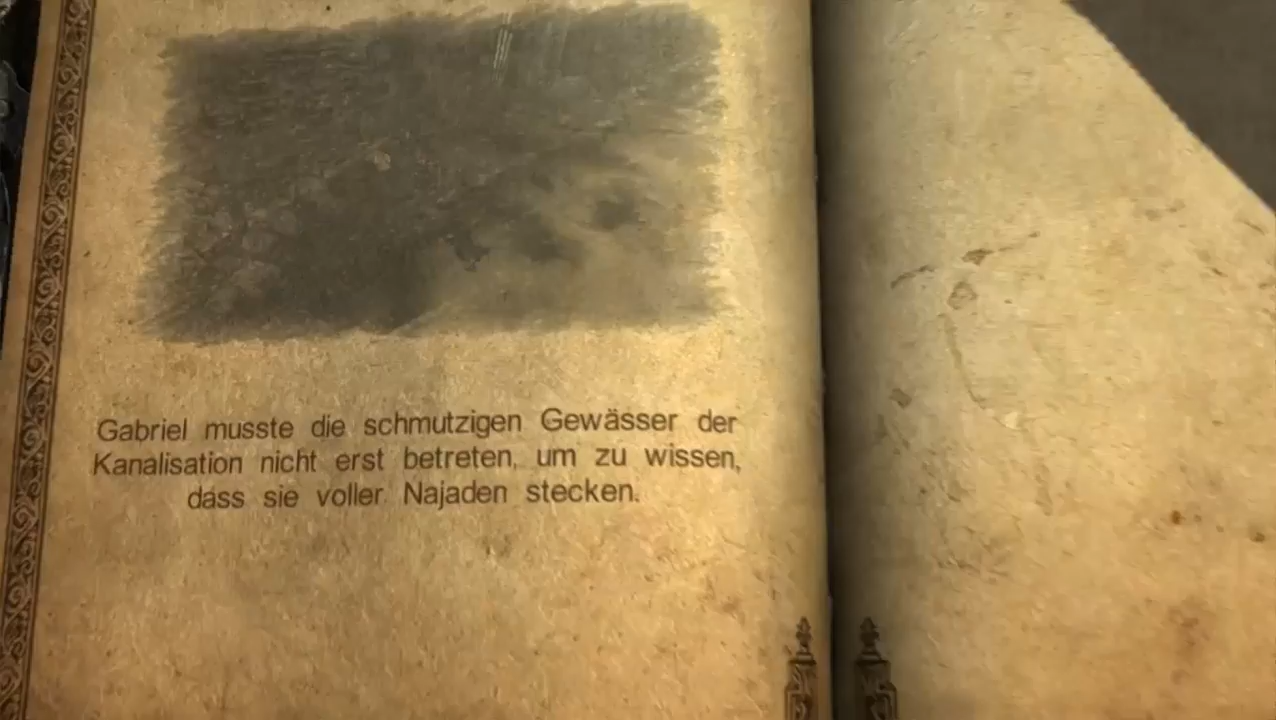 Gabriel musste die schmutzigen Gewässer der
Kanalisation nicht erst betreten, um zu wissen,
dass sie voller Najaden stecken.